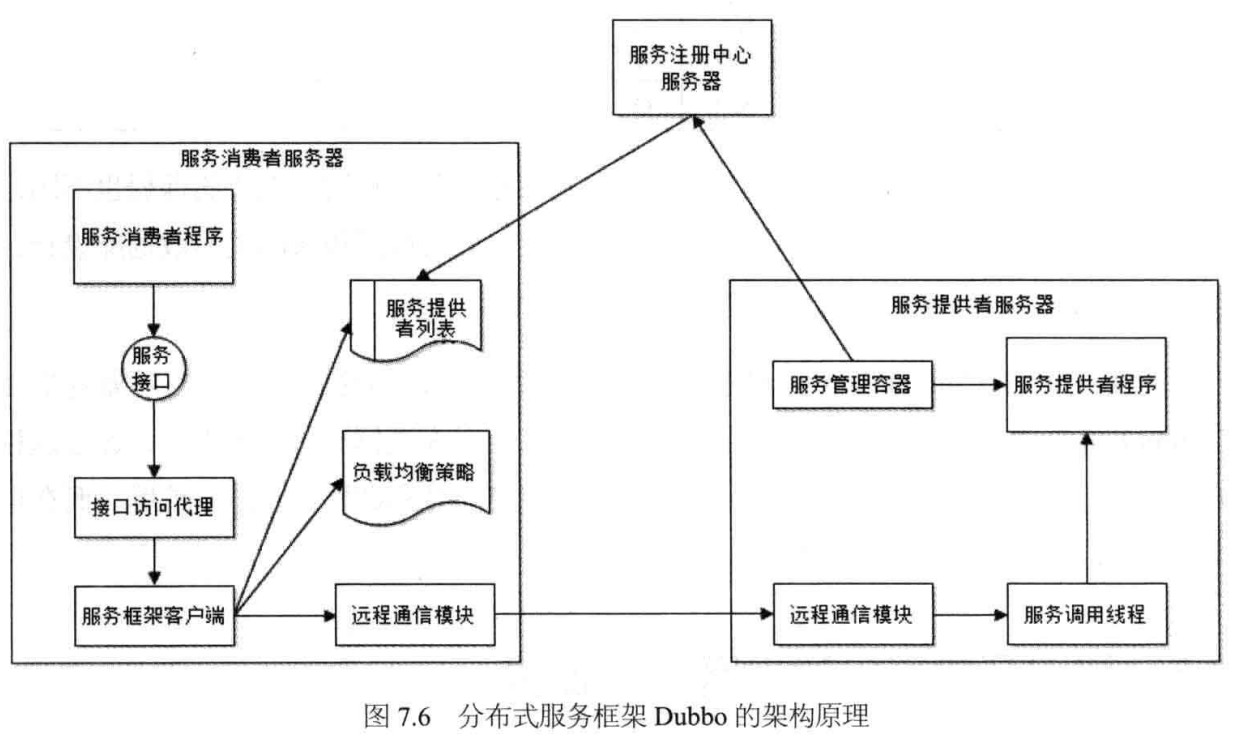 服务注册中心
服务器
服务消费者服务器
服务消费者程序
服务
接口
接口访问代理
服务框架客户端
服务提供
者列表
负载均衡策略
远程通信模块
服务提供者服务器
服务管理容器
服务提供者程序
远程通信模块
服务调用线程
图 7.6 分布式服务框架 Dubbo 的架构原理